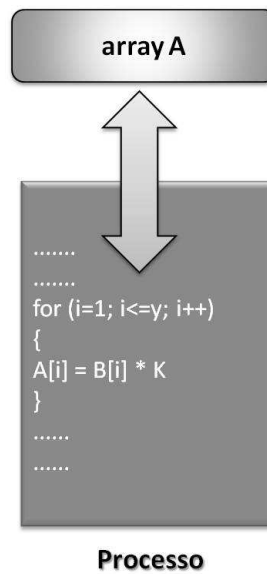 array A
.......
.......
for (i=1; i<=y; i++)
{
A[i] = B[i] * K
}
......
......
Processo